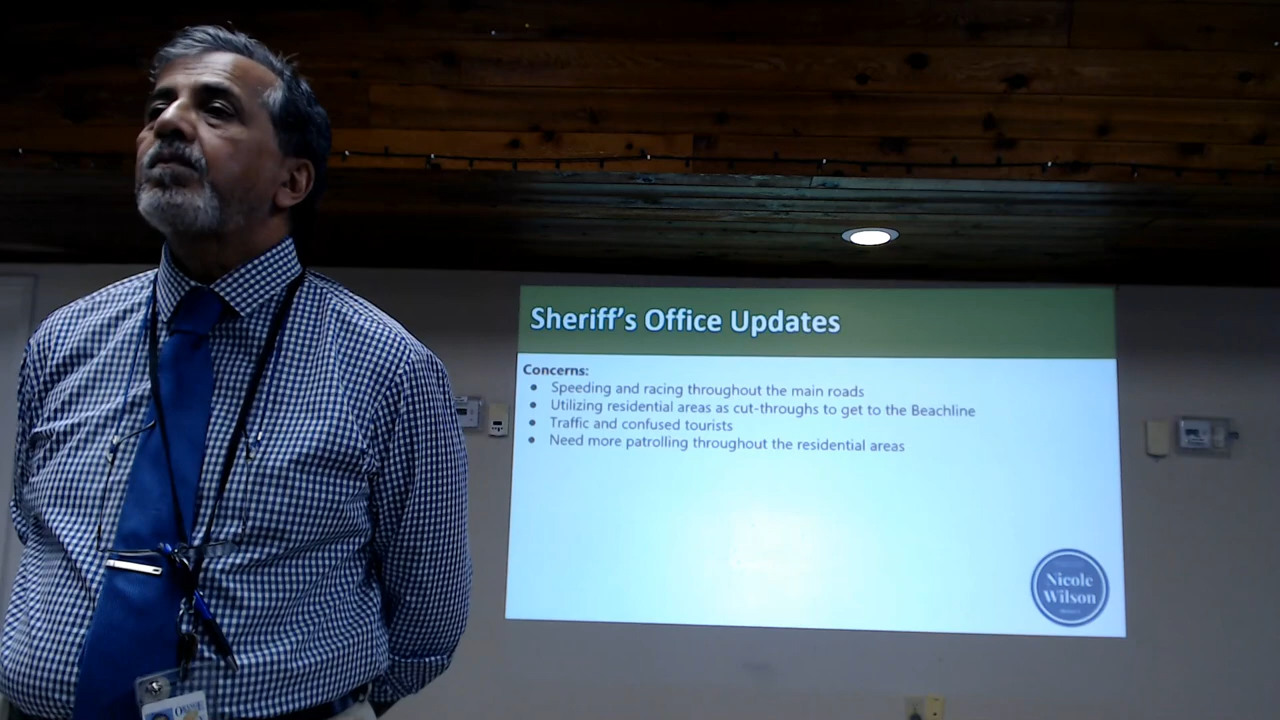 Sheriff's Office Updates
Concerns:
• Speeding and racing throughout the main roads
• Utilizing residential areas as cut-throughs to get to the Beachline
• Traffic and confused tourists
• Need more patrolling throughout the residential areas
Nicole
Wilson